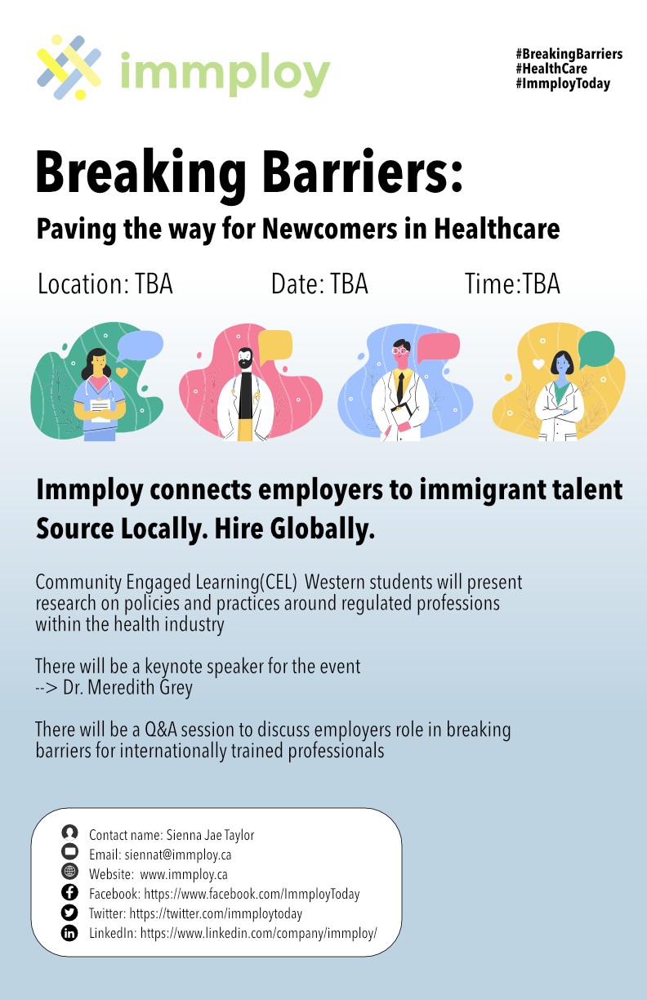 immploy
#BreakingBarriers
#HealthCare
#ImmployToday
Breaking Barriers:
Paving the way for Newcomers in Healthcare
Location: TBA Date: TBA Time:TBA
Immploy connects employers to immigrant talent
Source Locally. Hire Globally.
Community Engaged Learning(CEL)  Western students will present
research on policies and practices around regulated professions
within the health industry
There will be a keynote speaker for the event
--> Dr. Meredith Grey
There will be a Q&A session to discuss employers role in breaking
barriers for internationally trained professionals
Contact name: Sienna Jae Taylor
Email: siennat@immploy.ca
Website:  www.immploy.ca
Facebook: https://www.facebook.com/ImmployToday
Twitter: https://twitter.com/immploytoday
LinkedIn: https://www.linkedin.com/company/immploy/